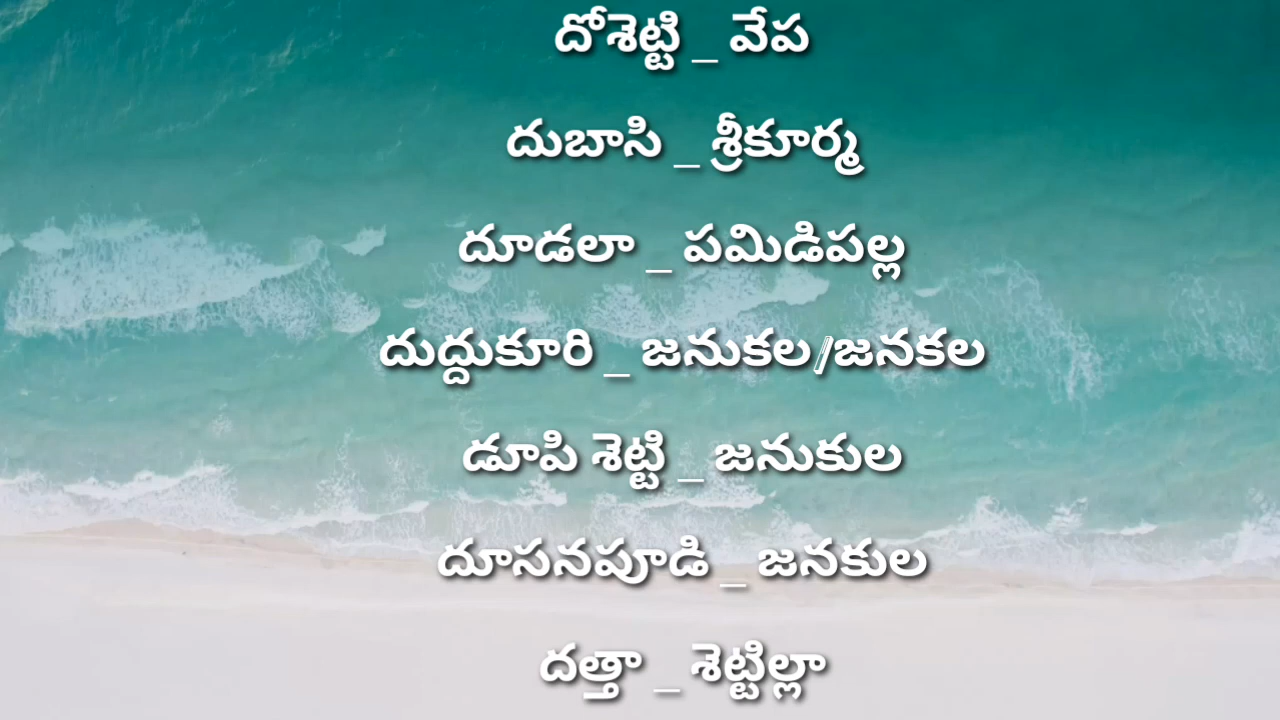 దోశెట్టి _ వేప
దుబాసి _ శ్రీకూర్మ
దూడలా _ పమిడిపల్ల
దుద్దుకూరి _ జనుకల/జనకల
డూపి శెట్టి _ జనుకుల
దూసనపూడి _ జనకుల
దత్తా _ శెట్టిల్లా